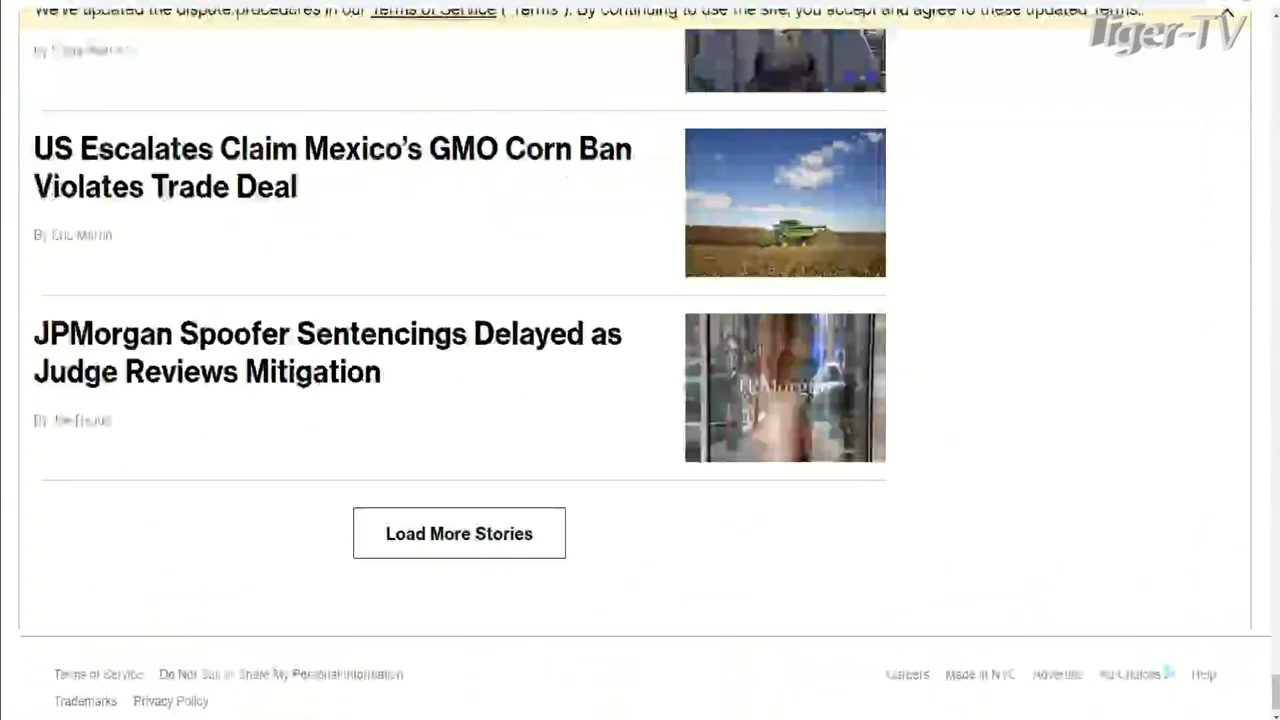 We've updated the dispute procedures in our Terms of Service ("Terms"). By continuing to use the site, you accept and agree to these updated Terms.
Tiger-TV
By
US Escalates Claim Mexico's GMO Corn Ban
Violates Trade Deal
By Eric Martin
JPMorgan Spoofer Sentencings Delayed as
Judge Reviews Mitigation
By
J.P.Morgan
Load More Stories
Terms of Service Do Not Sell or Share My Personal Information
Careers Made in NYC Advertise Ad Choices Help
Trademarks Privacy Policy